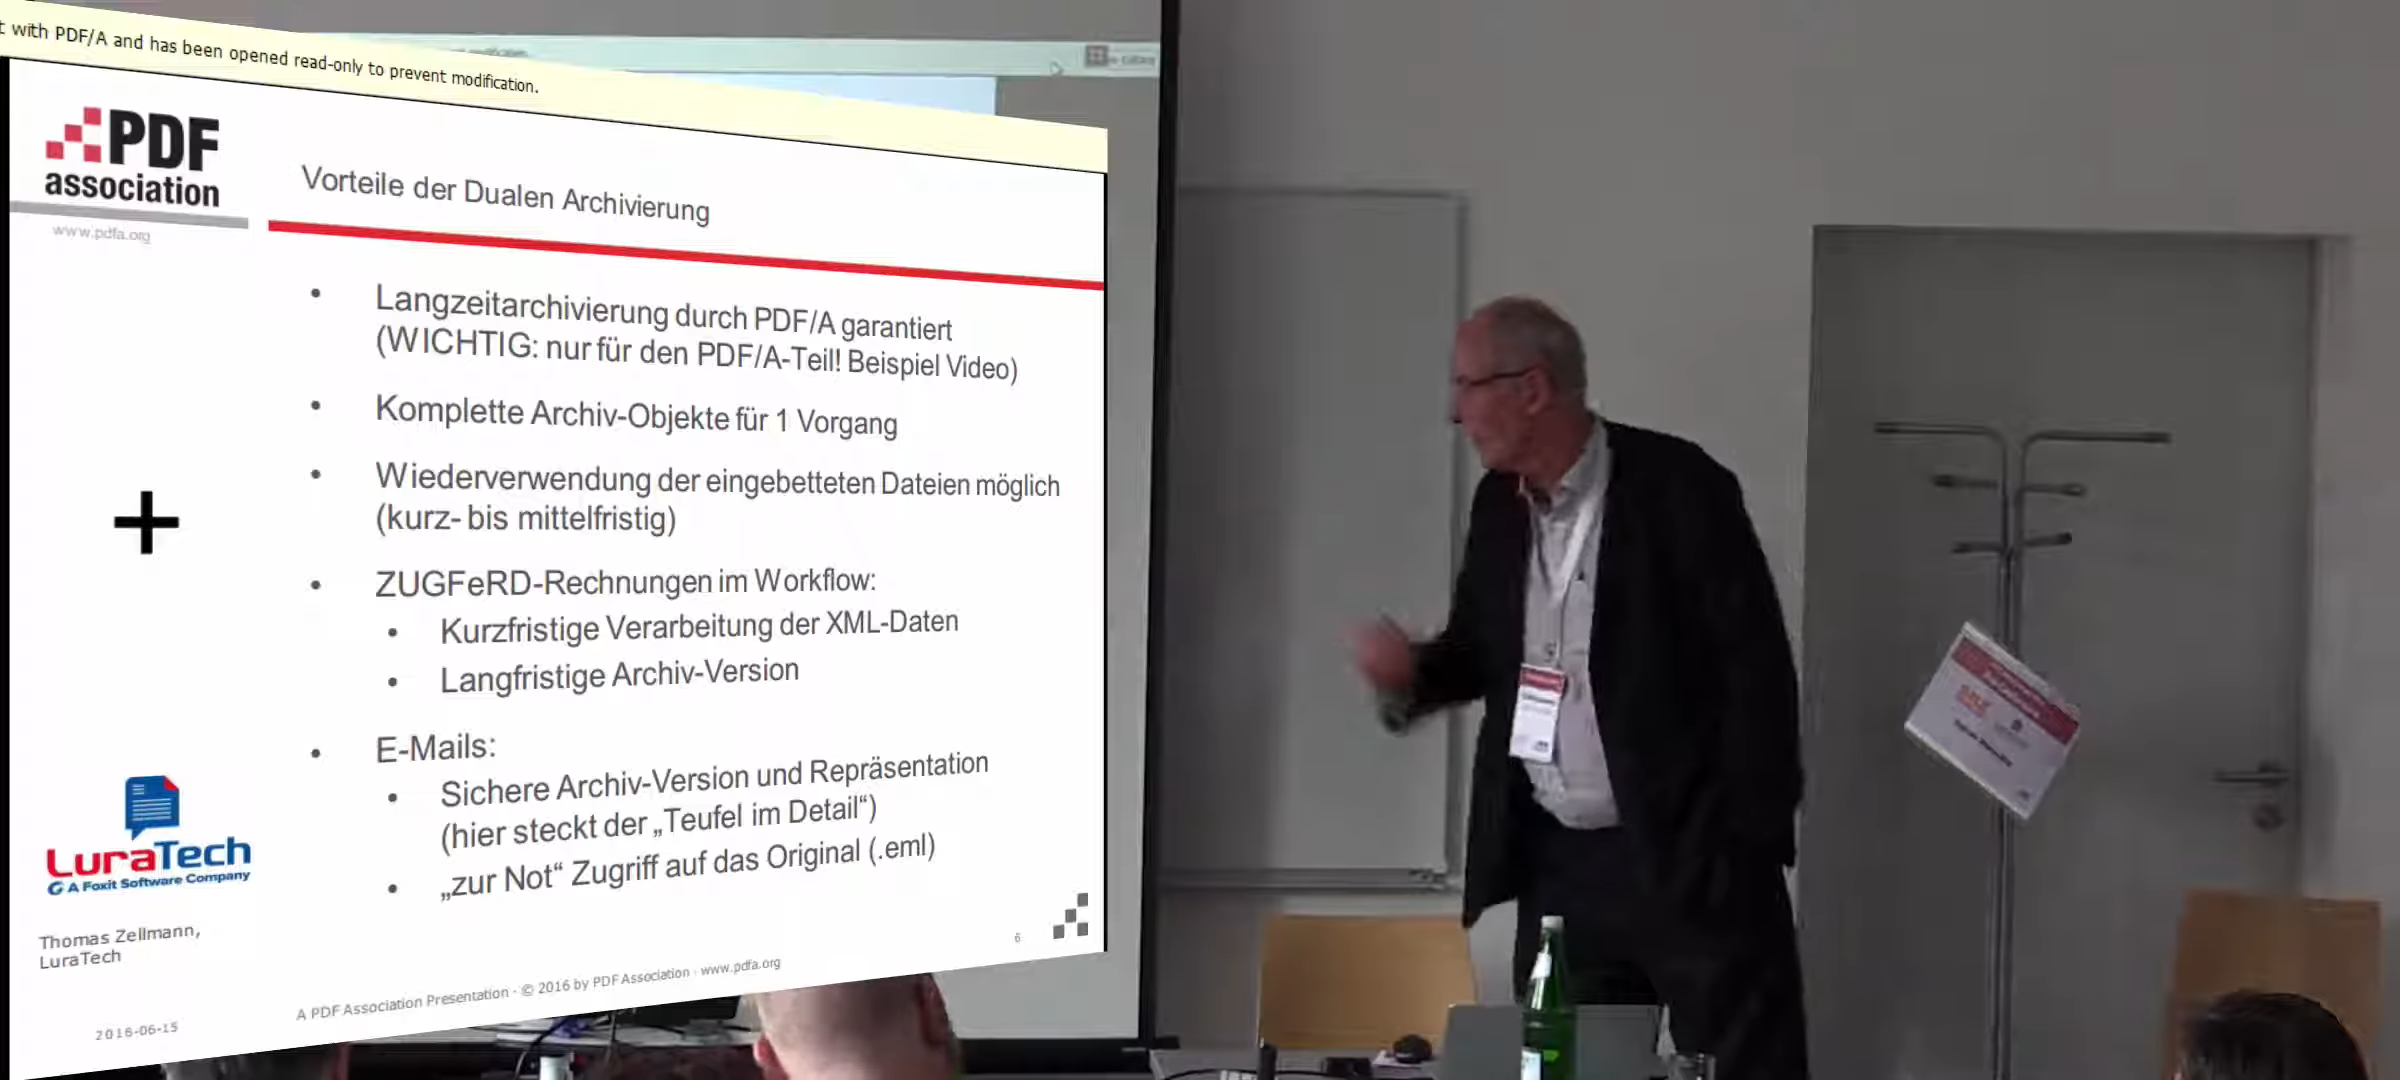 with PDF/A and has been opened read-only to prevent modification.
PDF
association
www.pdfa.org
Vorteile der Dualen Archivierung
• Langzeitarchivierung durch PDF/A garantiert
(WICHTIG: nur für den PDF/A-Teil! Beispiel Video)
• Komplette Archiv-Objekte für 1 Vorgang
• Wiederverwendung der eingebetteten Dateien möglich
(kurz- bis mittelfristig)
+
• ZUGFeRD-Rechnungen im Workflow:
• Kurzfristige Verarbeitung der XML-Daten
• Langfristige Archiv-Version
• E-Mails:
• Sichere Archiv-Version und Repräsentation
(hier steckt der „Teufel im Detail“)
• „zur Not“ Zugriff auf das Original (.eml)
LuraTech
A Foxit Software Company
Thomas Zellmann,
LuraTech
2016-06-15
A PDF Association Presentation · © 2016 by PDF Association · www.pdfa.org
6